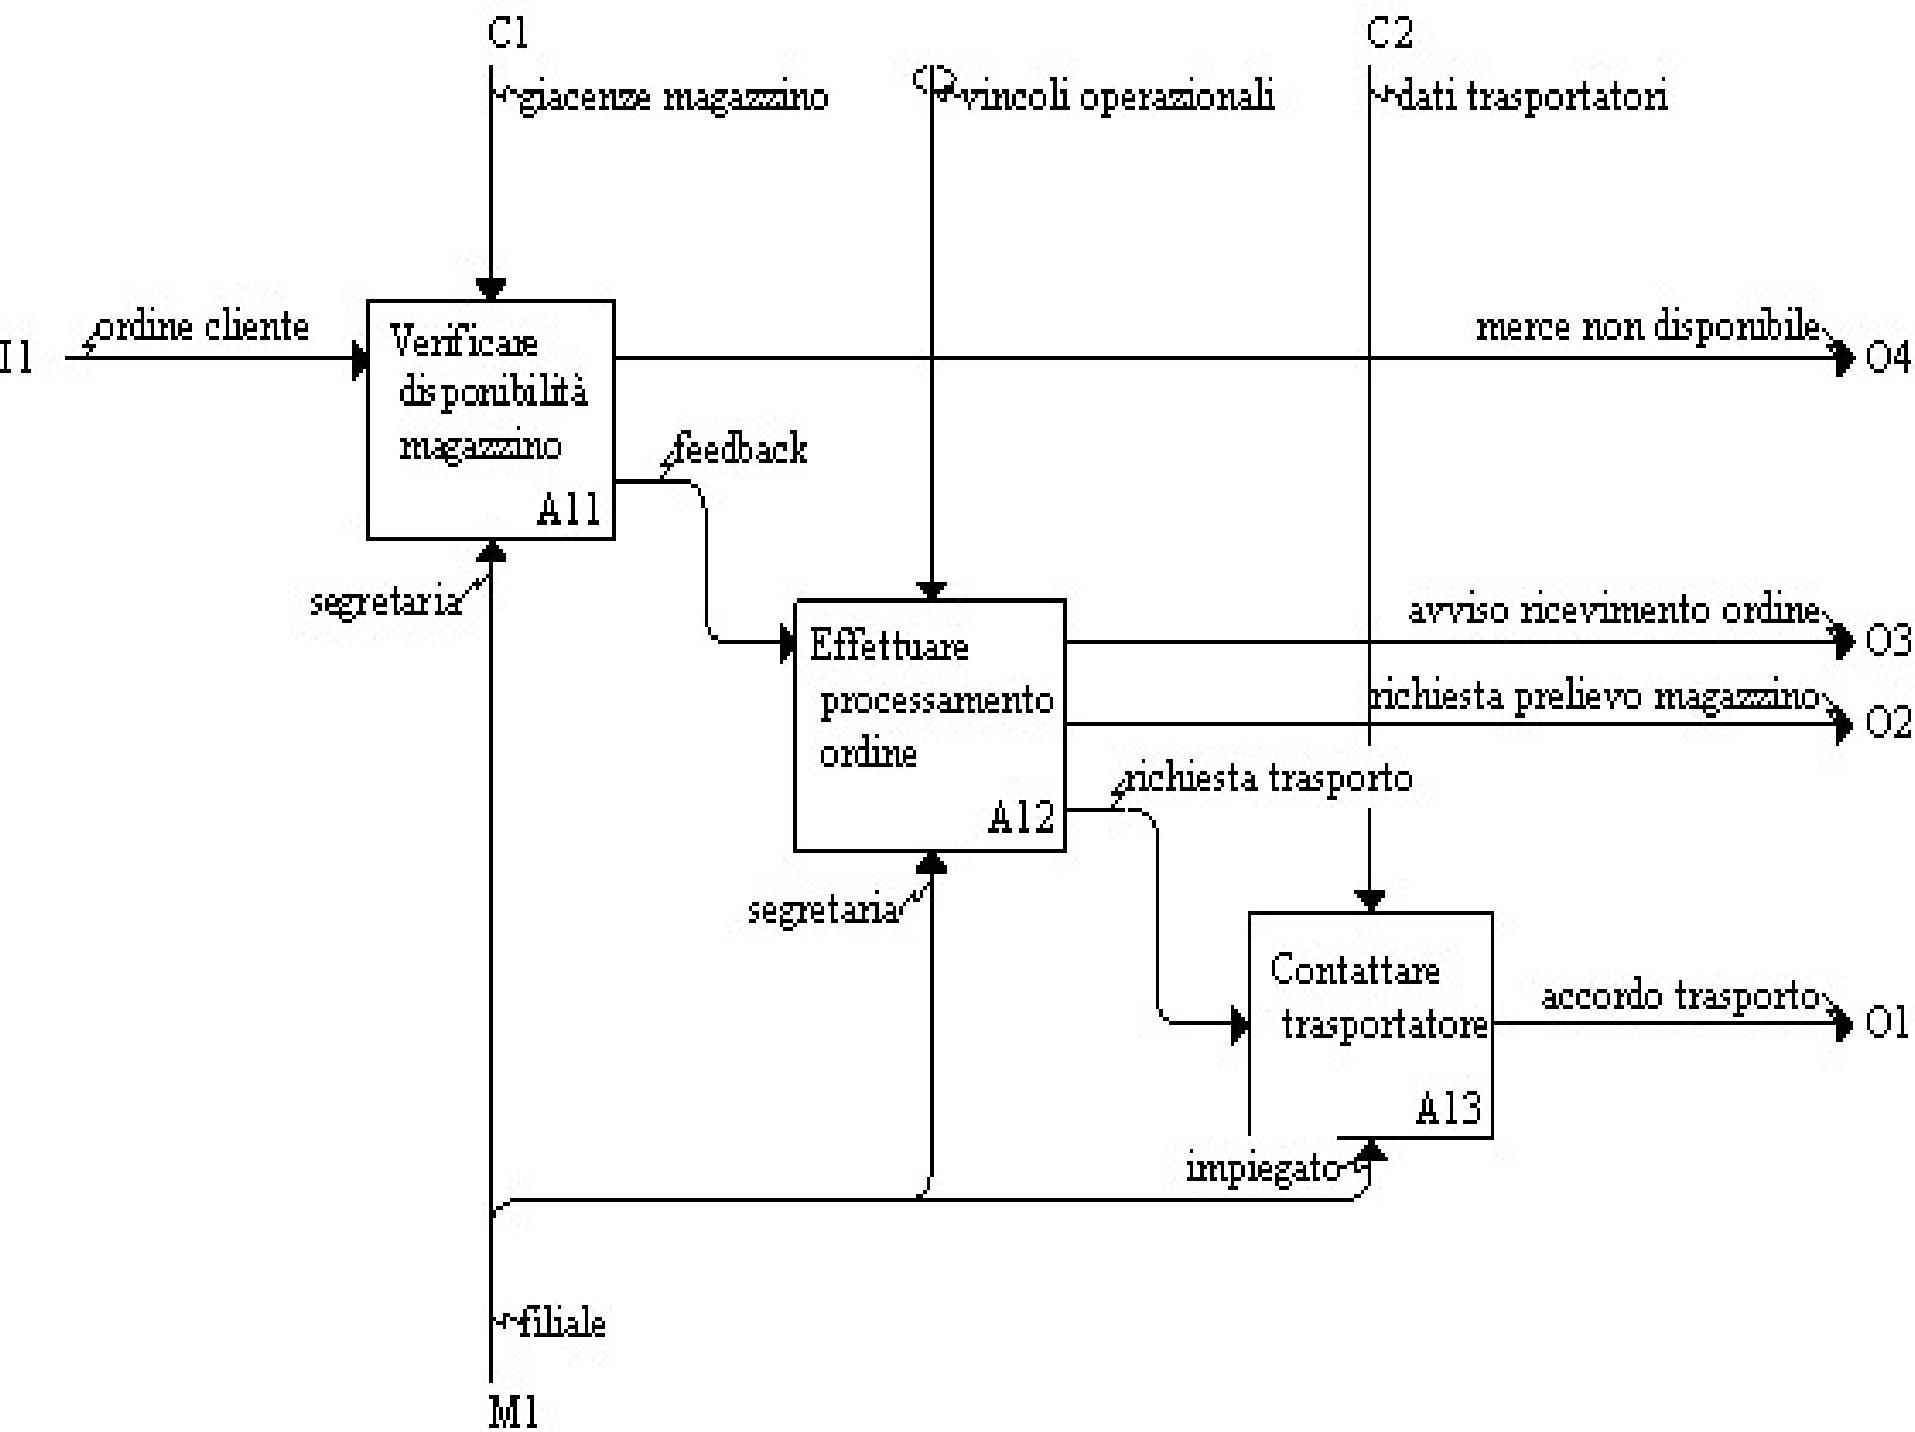 C1
C2
giacenze magazzino
vincoli operazionali
dati trasportatori
I1
ordine cliente
merce non disponibile
O4
Verificare
disponibilità
magazzino
A11
feedback
segretaria
Effettuare
processamento
ordine
A12
avviso ricevimento ordine
O3
richiesta prelievo magazzino
O2
richiesta trasporto
segretaria
Contattare
trasportatore
A13
accordo trasporto
O1
impiegato
filiale
M1